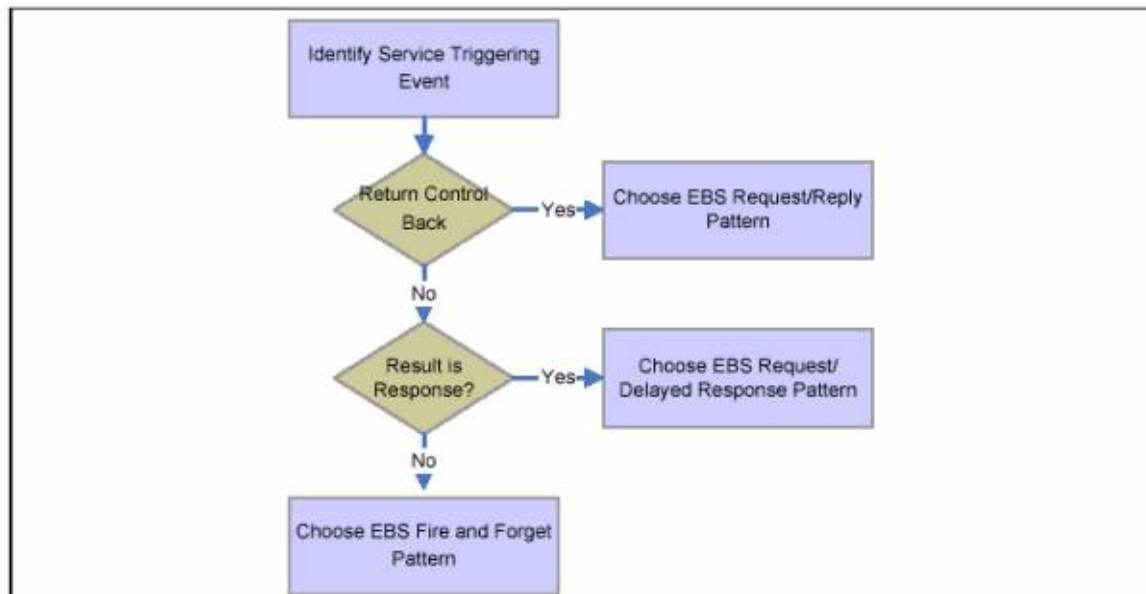 Identify Service Triggering
Event
Return Control
Back
Yes
Choose EBS Request/Reply
Pattern
No
Result is
Response?
Yes
Choose EBS Request/
Delayed Response Pattern
No
Choose EBS Fire and Forget
Pattern